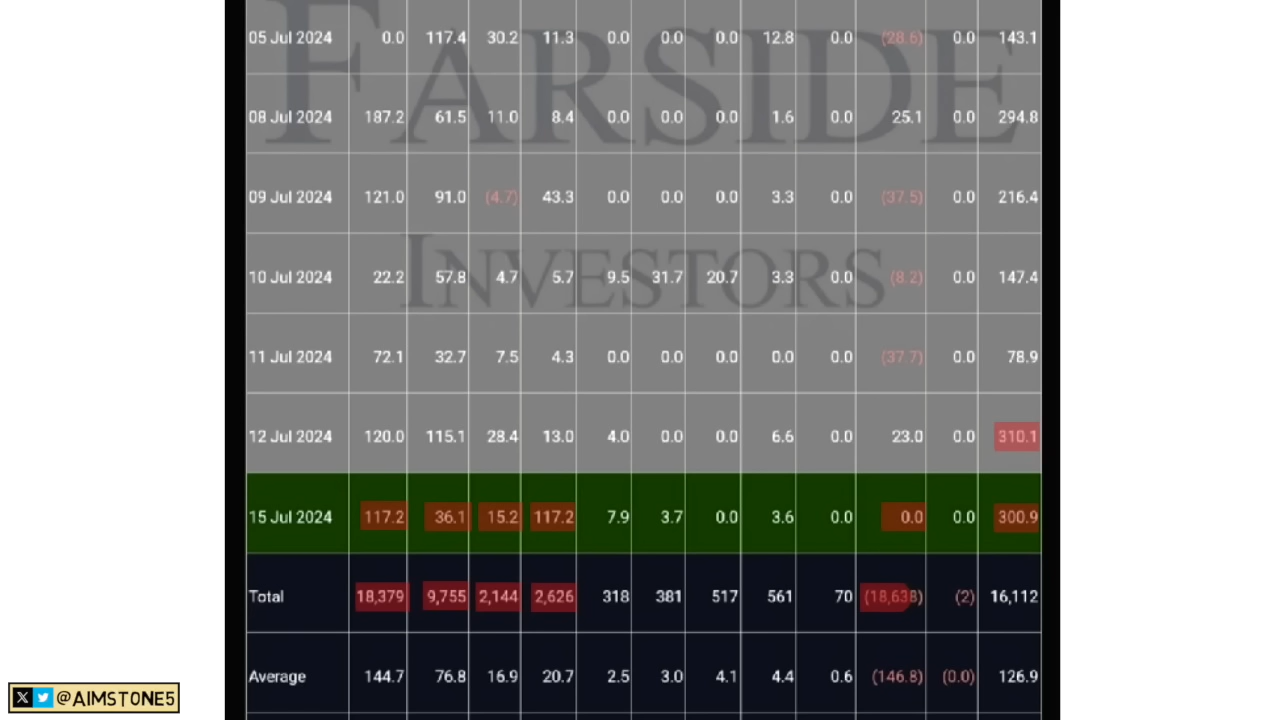 05 Jul 2024 0.0 117.4 30.2 11.3 0.0 0.0 0.0 12.8 0.0 (28.5) 0.0 143.1
FARSIDE
08 Jul 2024 187.2 61.5 11.0 8.4 0.0 0.0 0.0 1.6 0.0 25.1 0.0 294.8
09 Jul 2024 121.0 91.0 (4.7) 43.3 0.0 0.0 0.0 3.3 0.0 (37.5) 0.0 216.4
INVESTORS
10 Jul 2024 22.2 57.8 4.7 5.7 9.5 31.7 20.7 3.3 0.0 (8.2) 0.0 147.4
11 Jul 2024 72.1 32.7 7.5 4.3 0.0 0.0 0.0 0.0 0.0 (37.7) 0.0 78.9
12 Jul 2024 120.0 115.1 28.4 13.0 4.0 0.0 0.0 6.6 0.0 23.0 0.0 310.1
15 Jul 2024 117.2 36.1 15.2 117.2 7.9 3.7 0.0 3.6 0.0 0.0 0.0 300.9
Total 18,379 9,755 2,144 2,626 318 381 517 561 70 (18,638) (2) 16,112
Average 144.7 76.8 16.9 20.7 2.5 3.0 4.1 4.4 0.6 (146.8) (0.0) 126.9
@AIMSTONE5